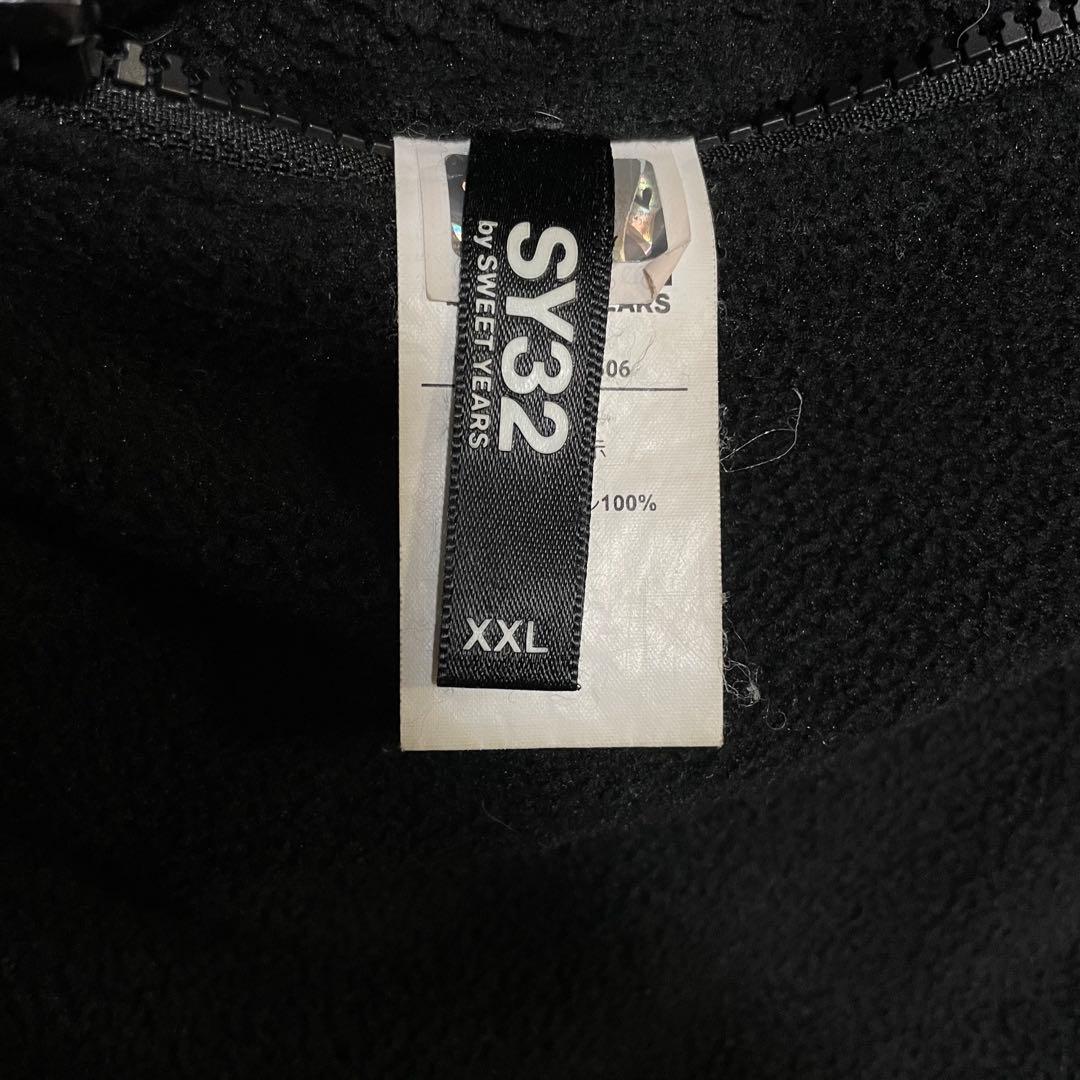 SY32
by SWEET YEARS
XXL
EARS
06
100%